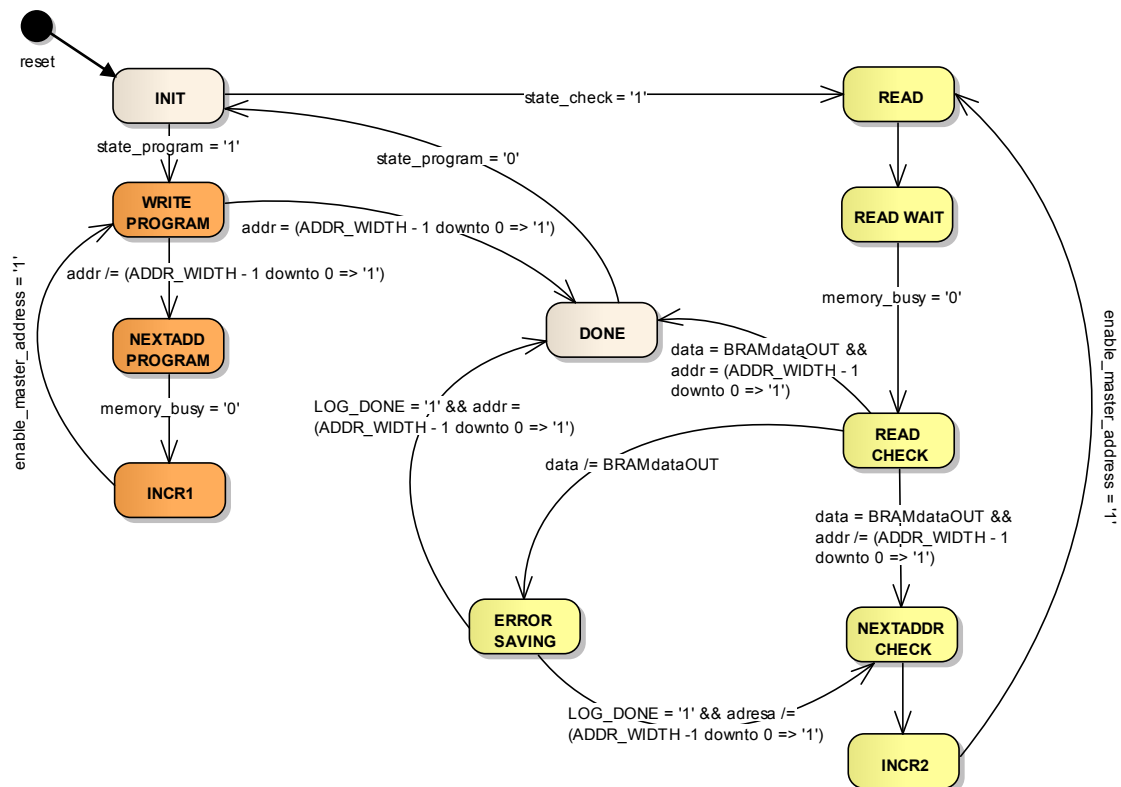 reset
INIT
state_check = '1'
READ
state_program = '1'
state_program = '0'
WRITE
PROGRAM
addr = (ADDR_WIDTH - 1 downto 0 => '1')
READ WAIT
enable_master_address = '1'
addr /= (ADDR_WIDTH - 1 downto 0 => '1')
memory_busy = '0'
NEXTADD
PROGRAM
DONE
data = BRAMdataOUT &&
addr = (ADDR_WIDTH - 1
downto 0 => '1')
enable_master_address = '1'
memory_busy = '0'
LOG_DONE = '1' && addr =
(ADDR_WIDTH - 1 downto 0 => '1')
READ
CHECK
data /= BRAMdataOUT
INCR1
data = BRAMdataOUT &&
addr /= (ADDR_WIDTH - 1
downto 0 => '1')
ERROR
SAVING
NEXTADDR
CHECK
LOG_DONE = '1' && adresa /=
(ADDR_WIDTH -1 downto 0 => '1')
INCR2